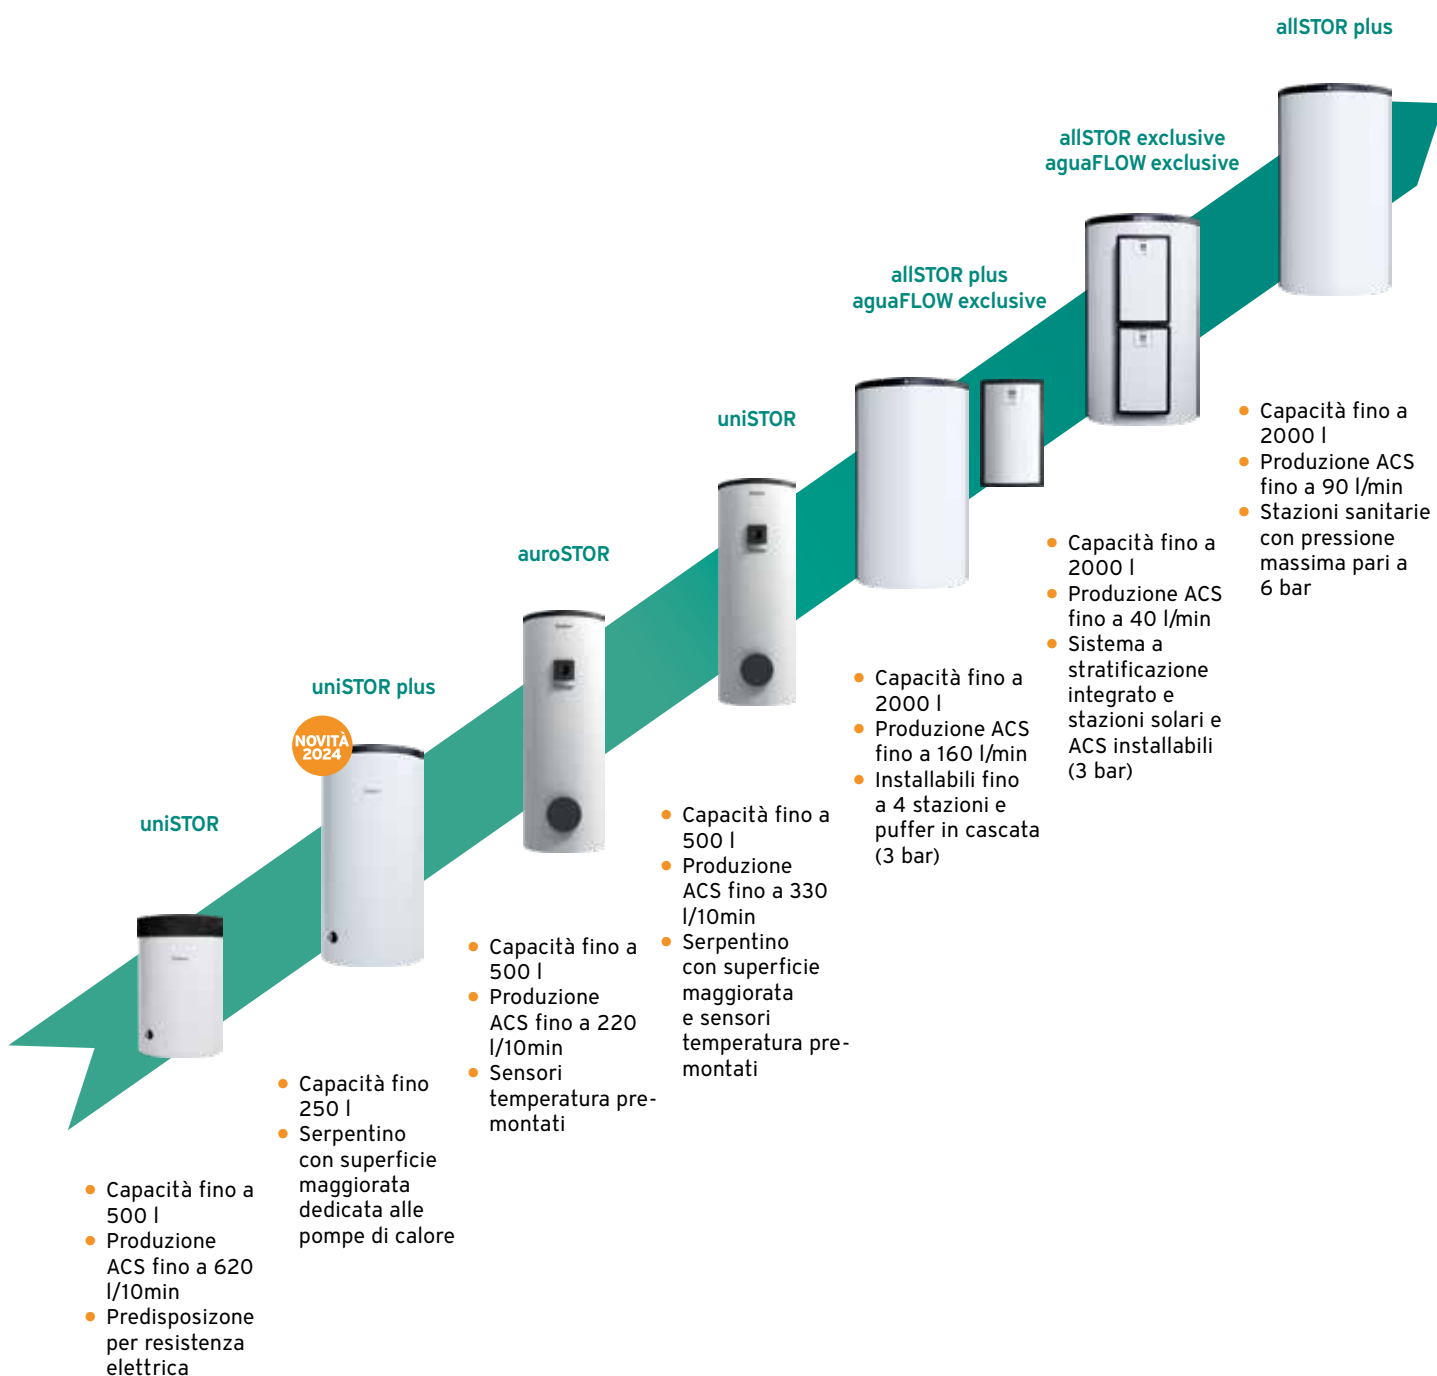 uniSTOR
Capacità fino a
500 l
Produzione
ACS fino a 620
l/10min
Predisposizone
per resistenza
elettrica
uniSTOR plus
NOVITÀ
2024
Capacità fino
250 l
Serpentino
con superficie
maggiorata
dedicata alle
pompe di calore
auroSTOR
Capacità fino a
500 l
Produzione
ACS fino a 220
l/10min
Sensori
temperatura pre-
montati
uniSTOR
Capacità fino a
500 l
Produzione
ACS fino a 330
l/10min
Serpentino
con superficie
maggiorata
e sensori
temperatura pre-
montati
allSTOR plus
aguaFLOW exclusive
Capacità fino a
2000 l
Produzione ACS
fino a 160 l/min
Installabili fino
a 4 stazioni e
puffer in cascata
(3 bar)
allSTOR exclusive
aguaFLOW exclusive
Capacità fino a
2000 l
Produzione ACS
fino a 40 l/min
Sistema a
stratificazione
integrato e
stazioni solari e
ACS installabili
(3 bar)
allSTOR plus
Capacità fino a
2000 l
Produzione ACS
fino a 90 l/min
Stazioni sanitarie
con pressione
massima pari a
6 bar